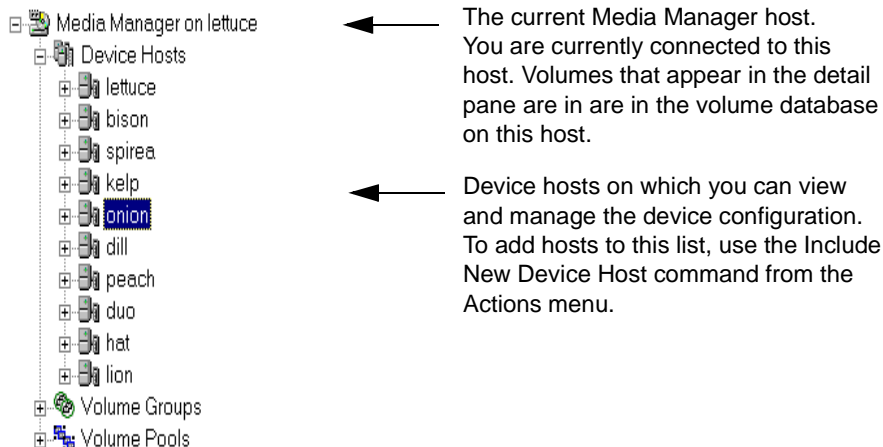 Media Manager on lettuce
Device Hosts
lettuce
bison
spirea
kelp
onion
dill
peach
duo
hat
lion
Volume Groups
Volume Pools
The current Media Manager host.
You are currently connected to this
host. Volumes that appear in the detail
pane are in are in the volume database
on this host.
Device hosts on which you can view
and manage the device configuration.
To add hosts to this list, use the Include
New Device Host command from the
Actions menu.